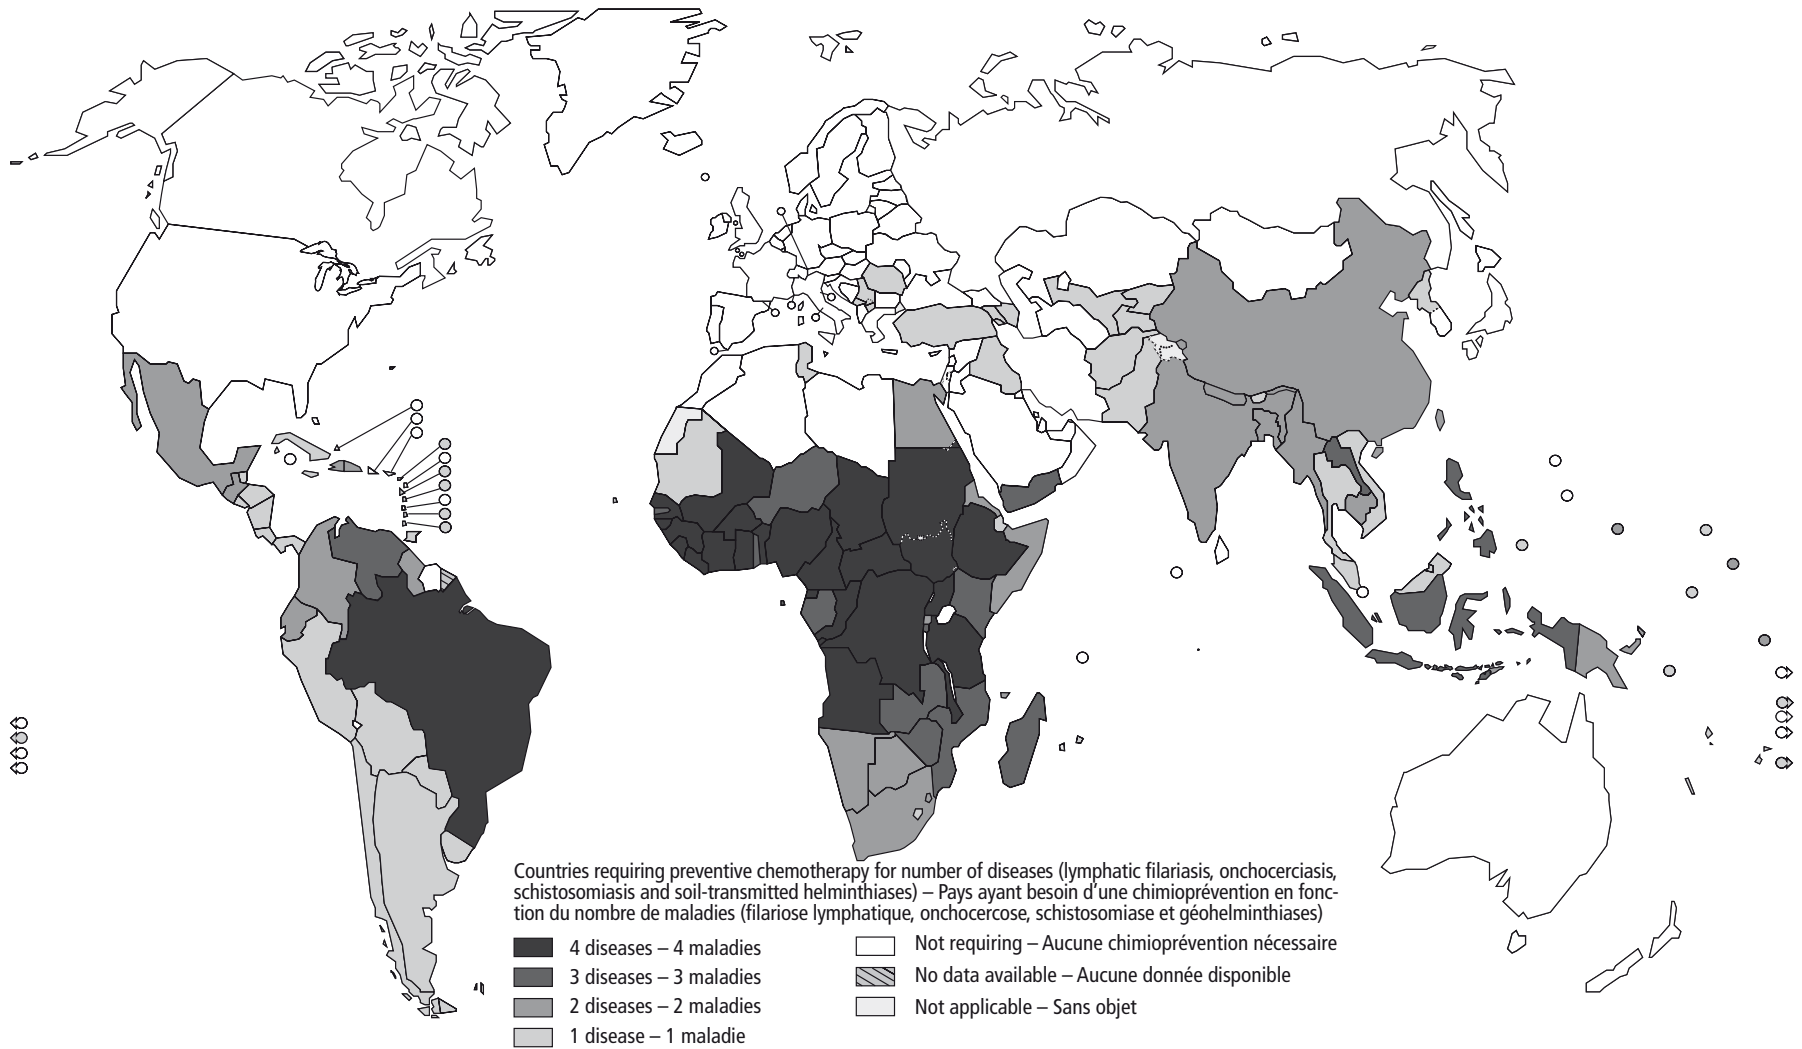 Countries requiring preventive chemotherapy for number of diseases (lymphatic filariasis, onchocerciasis,
schistosomiasis and soil-transmitted helminthiases) – Pays ayant besoin d'une chimioprévention en fonc-
tion du nombre de maladies (filariose lymphatique, onchocercose, schistosomiase et géohelminthiases)
4 diseases – 4 maladies
3 diseases – 3 maladies
2 diseases – 2 maladies
1 disease – 1 maladie
Not requiring – Aucune chimioprévention nécessaire
No data available – Aucune donnée disponible
Not applicable – Sans objet